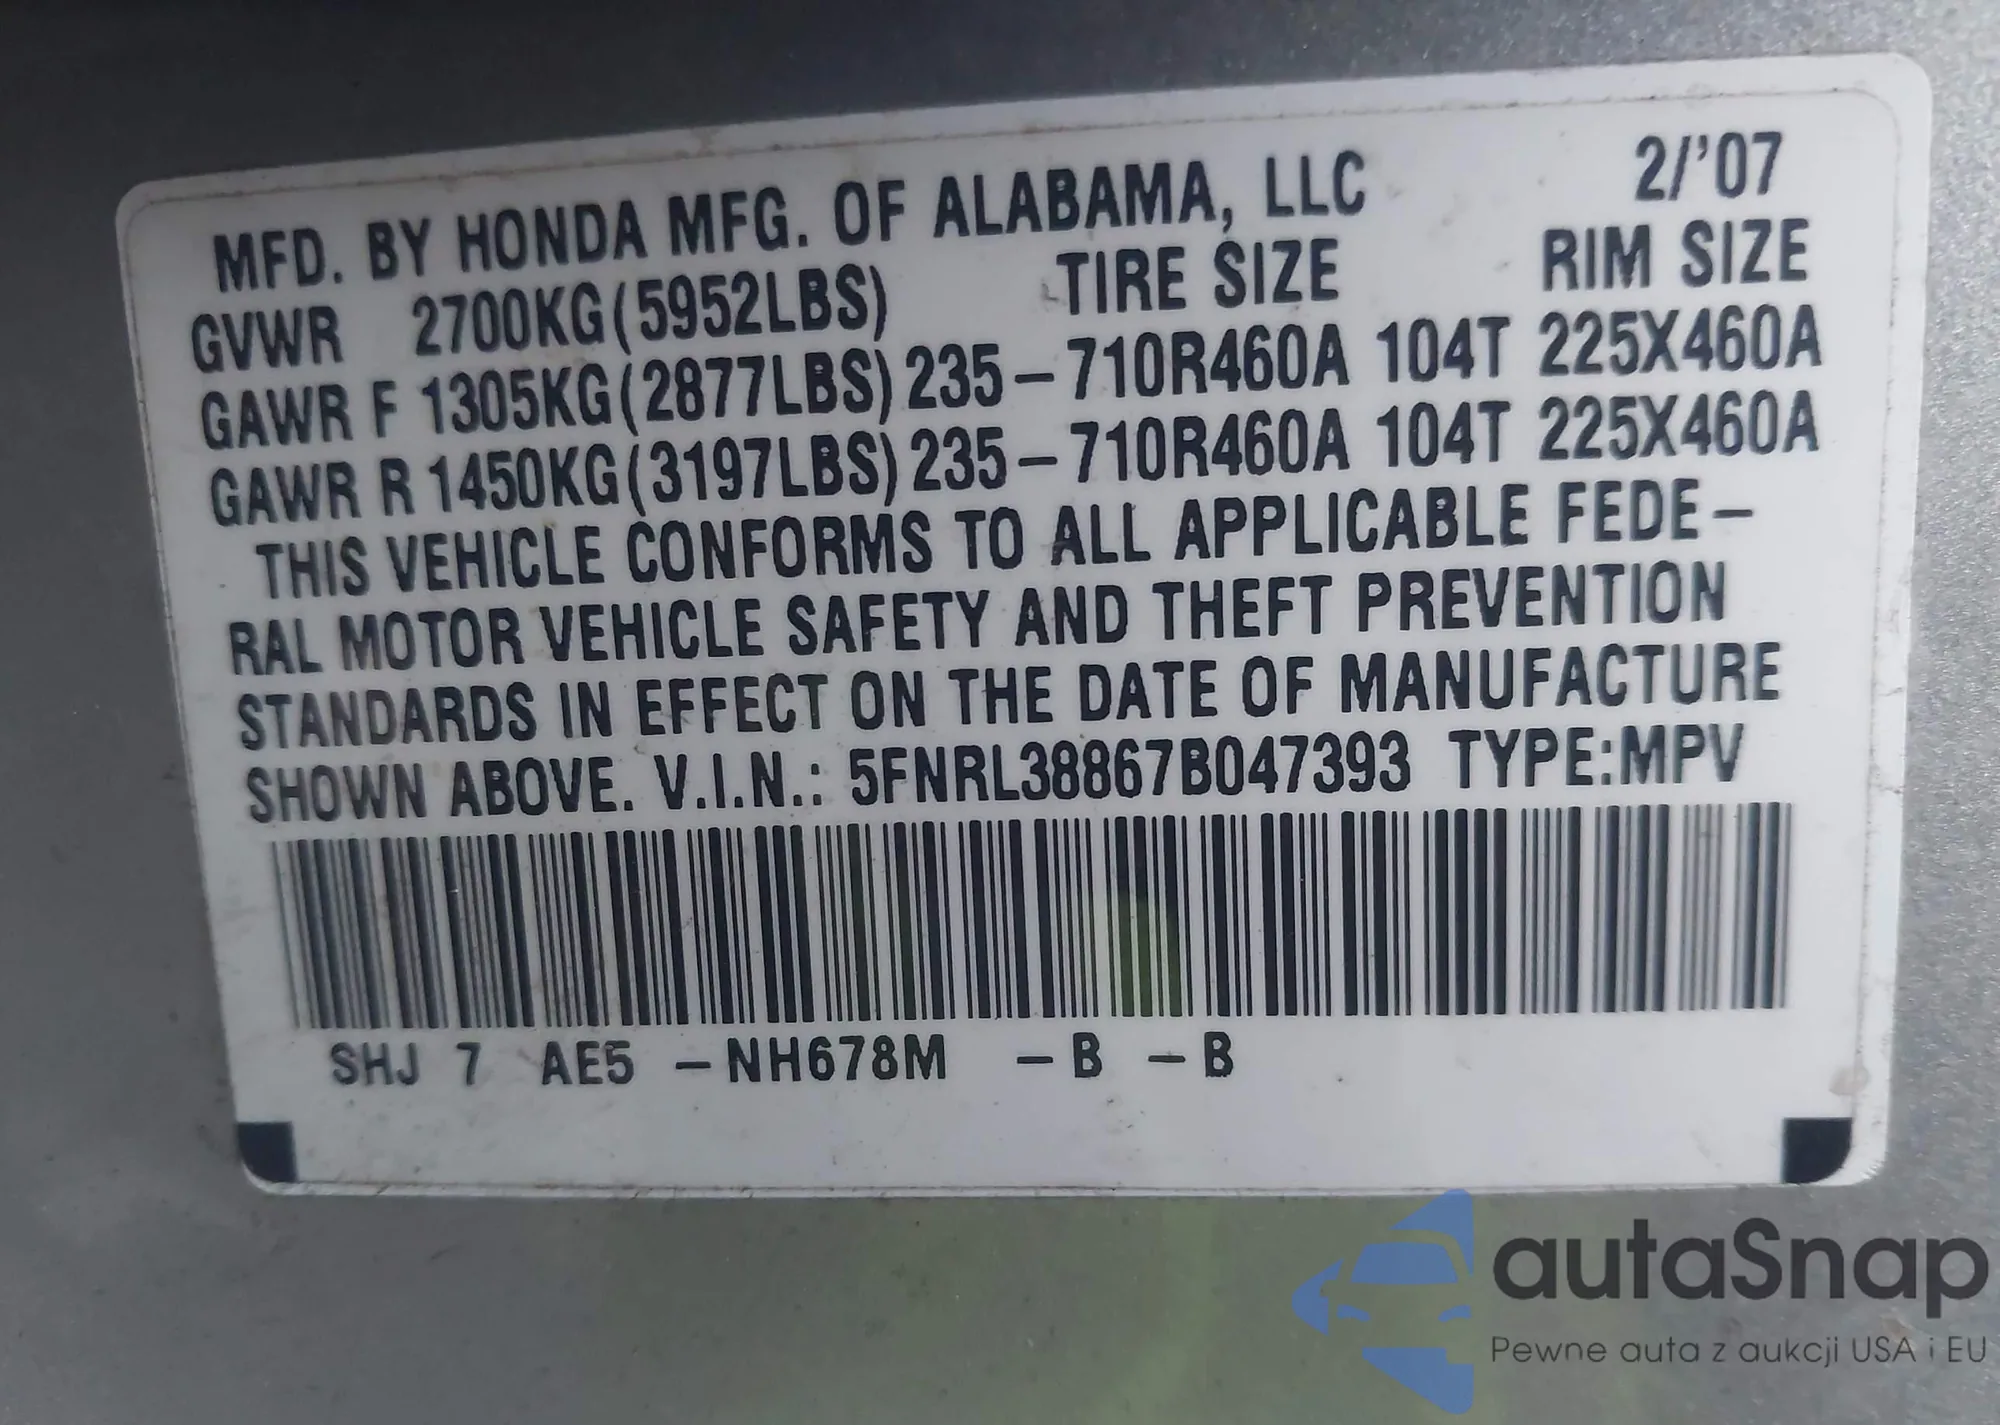 MFD. BY HONDA MFG. OF ALABAMA, LLC 2/'07
GVWR 2700KG(5952LBS) TIRE SIZE RIM SIZE
GAWR F 1305KG(2877LBS) 235-710R460A 104T 225X460A
GAWR R 1450KG(3197LBS) 235-710R460A 104T 225X460A
THIS VEHICLE CONFORMS TO ALL APPLICABLE FEDE-
RAL MOTOR VEHICLE SAFETY AND THEFT PREVENTION
STANDARDS IN EFFECT ON THE DATE OF MANUFACTURE
SHOWN ABOVE. V.I.N.: 5FNRL38867B047393 TYPE:MPV
SHJ 7 AE5 -NH678M -B -B
autaSnap
Pewne auta z aukcji USA i EU